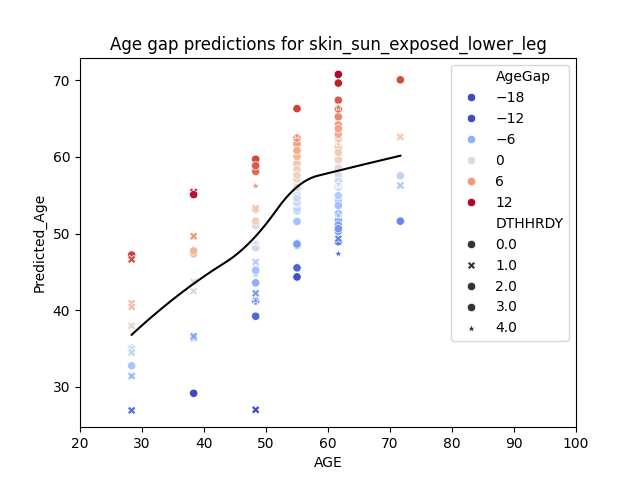 Age gap predictions for skin_sun_exposed_lower_leg
Predicted_Age
70
60
50
40
30
20 30 40 50 60 70 80 90 100
AGE
AgeGap
−18
−12
−6
0
6
12
DTHHRDY
0.0
1.0
2.0
3.0
4.0